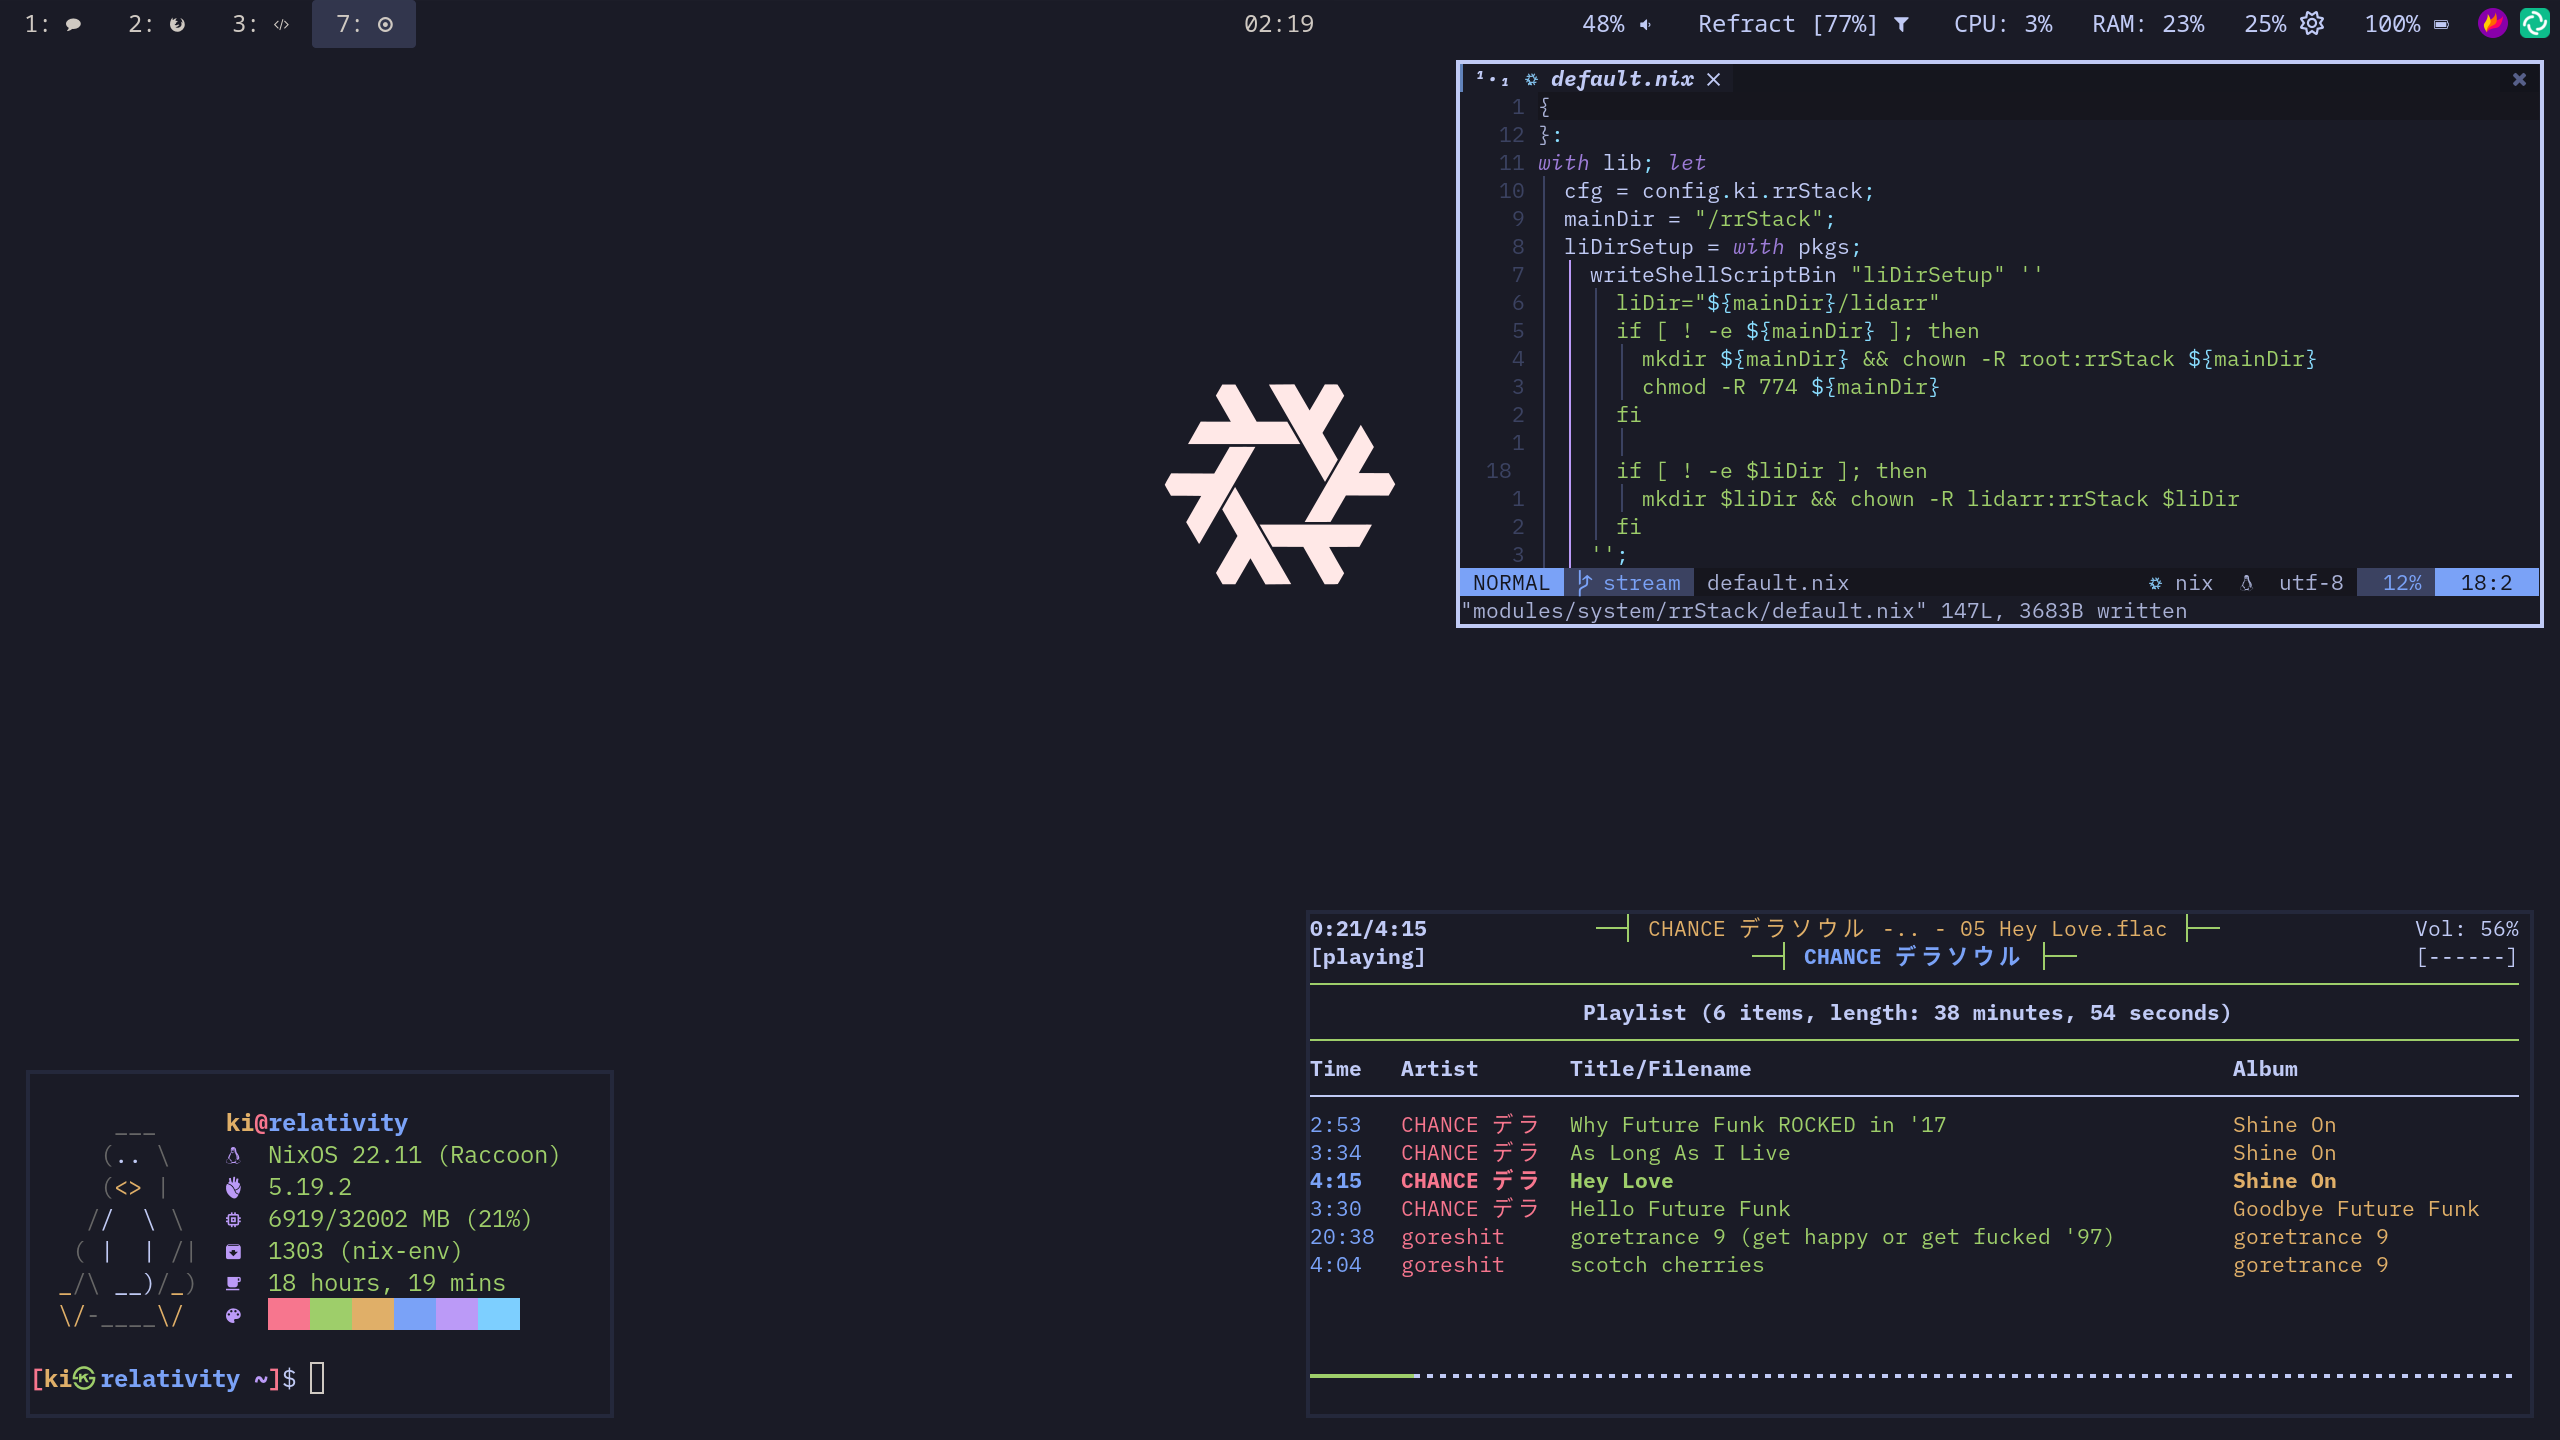 1:
2:
3:
7:
02:19
48%
Refract [77%]
CPU: 3%
RAM: 23%
25%
100%
default.nix ×
1 {
12 }:
11 with lib; let
10 cfg = config.ki.rrStack;
9 mainDir = "/rrStack";
8 liDirSetup = with pkgs;
7 writeShellScriptBin "liDirSetup" ''
6 liDir="${mainDir}/lidarr"
5 if [ ! -e ${mainDir} ]; then
4 mkdir ${mainDir} && chown -R root:rrStack ${mainDir}
3 chmod -R 774 ${mainDir}
2 fi
1
18 if [ ! -e $liDir ]; then
1 mkdir $liDir && chown -R lidarr:rrStack $liDir
2 fi
3 '';
NORMAL stream default.nix nix utf-8 12% 18:2
"modules/system/rrStack/default.nix" 147L, 3683B written
0:21/4:15 ─┤ CHANCE デラソウル -.. - 05 Hey Love.flac ├─ Vol: 56%
[playing] ─┤ CHANCE デラソウル ├─ [------]
Playlist (6 items, length: 38 minutes, 54 seconds)
Time Artist Title/Filename Album
2:53 CHANCE デラ Why Future Funk ROCKED in '17 Shine On
3:34 CHANCE デラ As Long As I Live Shine On
4:15 CHANCE デラ Hey Love Shine On
3:30 CHANCE デラ Hello Future Funk Goodbye Future Funk
20:38 goreshit goretrance 9 (get happy or get fucked '97) goretrance 9
4:04 goreshit scotch cherries goretrance 9
ki@relativity
NixOS 22.11 (Raccoon)
5.19.2
6919/32002 MB (21%)
1303 (nix-env)
18 hours, 19 mins
[ki㉿relativity ~]$